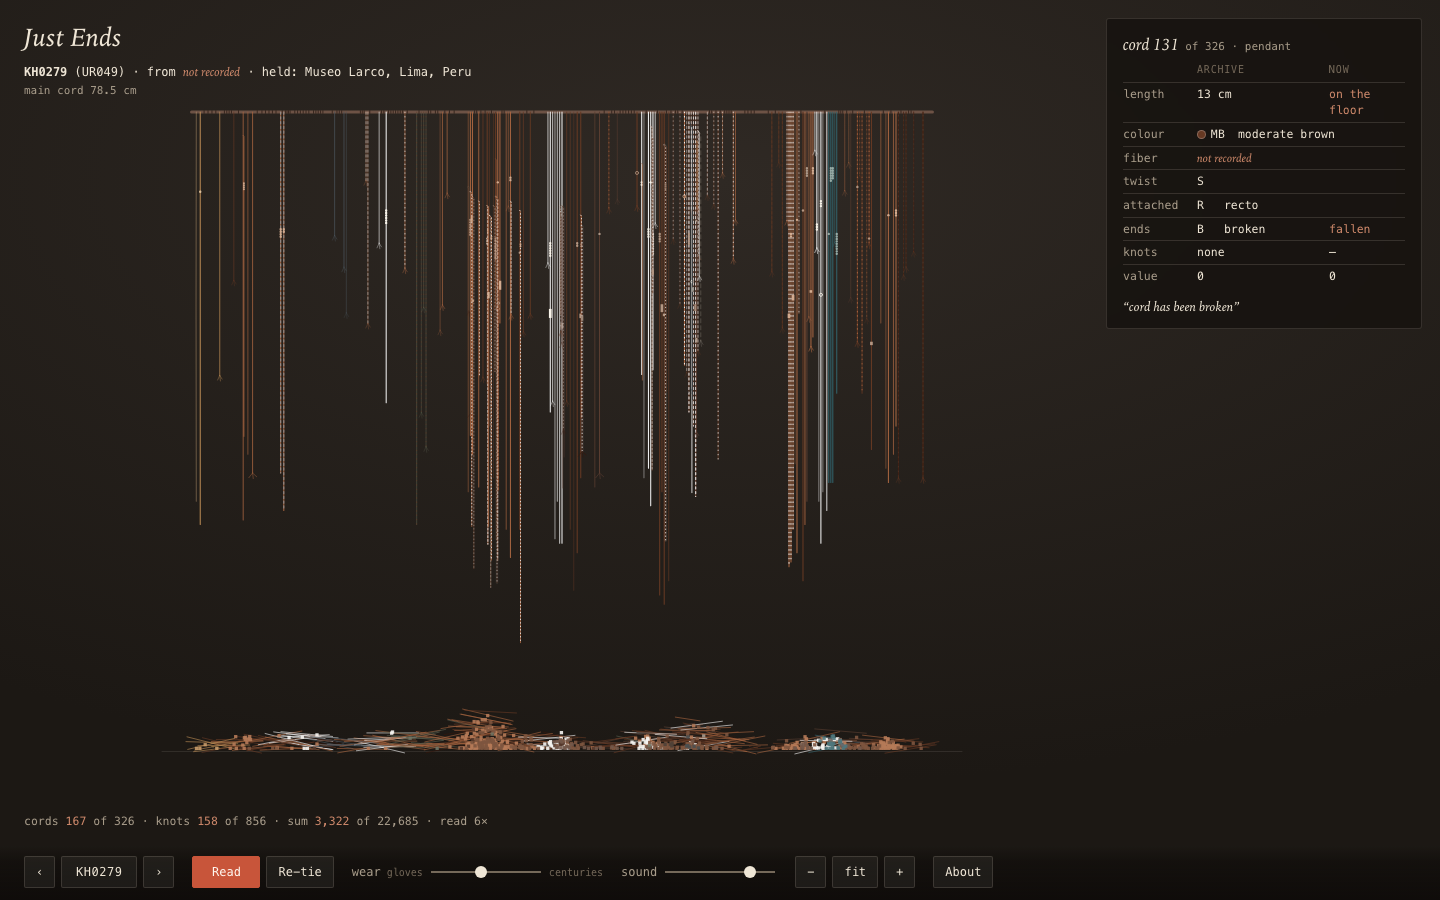 Just Ends
KH0279 (UR049) · from not recorded · held: Museo Larco, Lima, Peru
main cord 78.5 cm
cord 131 of 326 · pendant
ARCHIVE NOW
length 13 cm on the floor
colour MB moderate brown
fiber not recorded
twist S
attached R recto
ends B broken fallen
knots none —
value 0 0
“cord has been broken”
cords 167 of 326 · knots 158 of 856 · sum 3,322 of 22,685 · read 6×
‹ KH0279 › Read Re-tie wear gloves centuries sound − fit + About